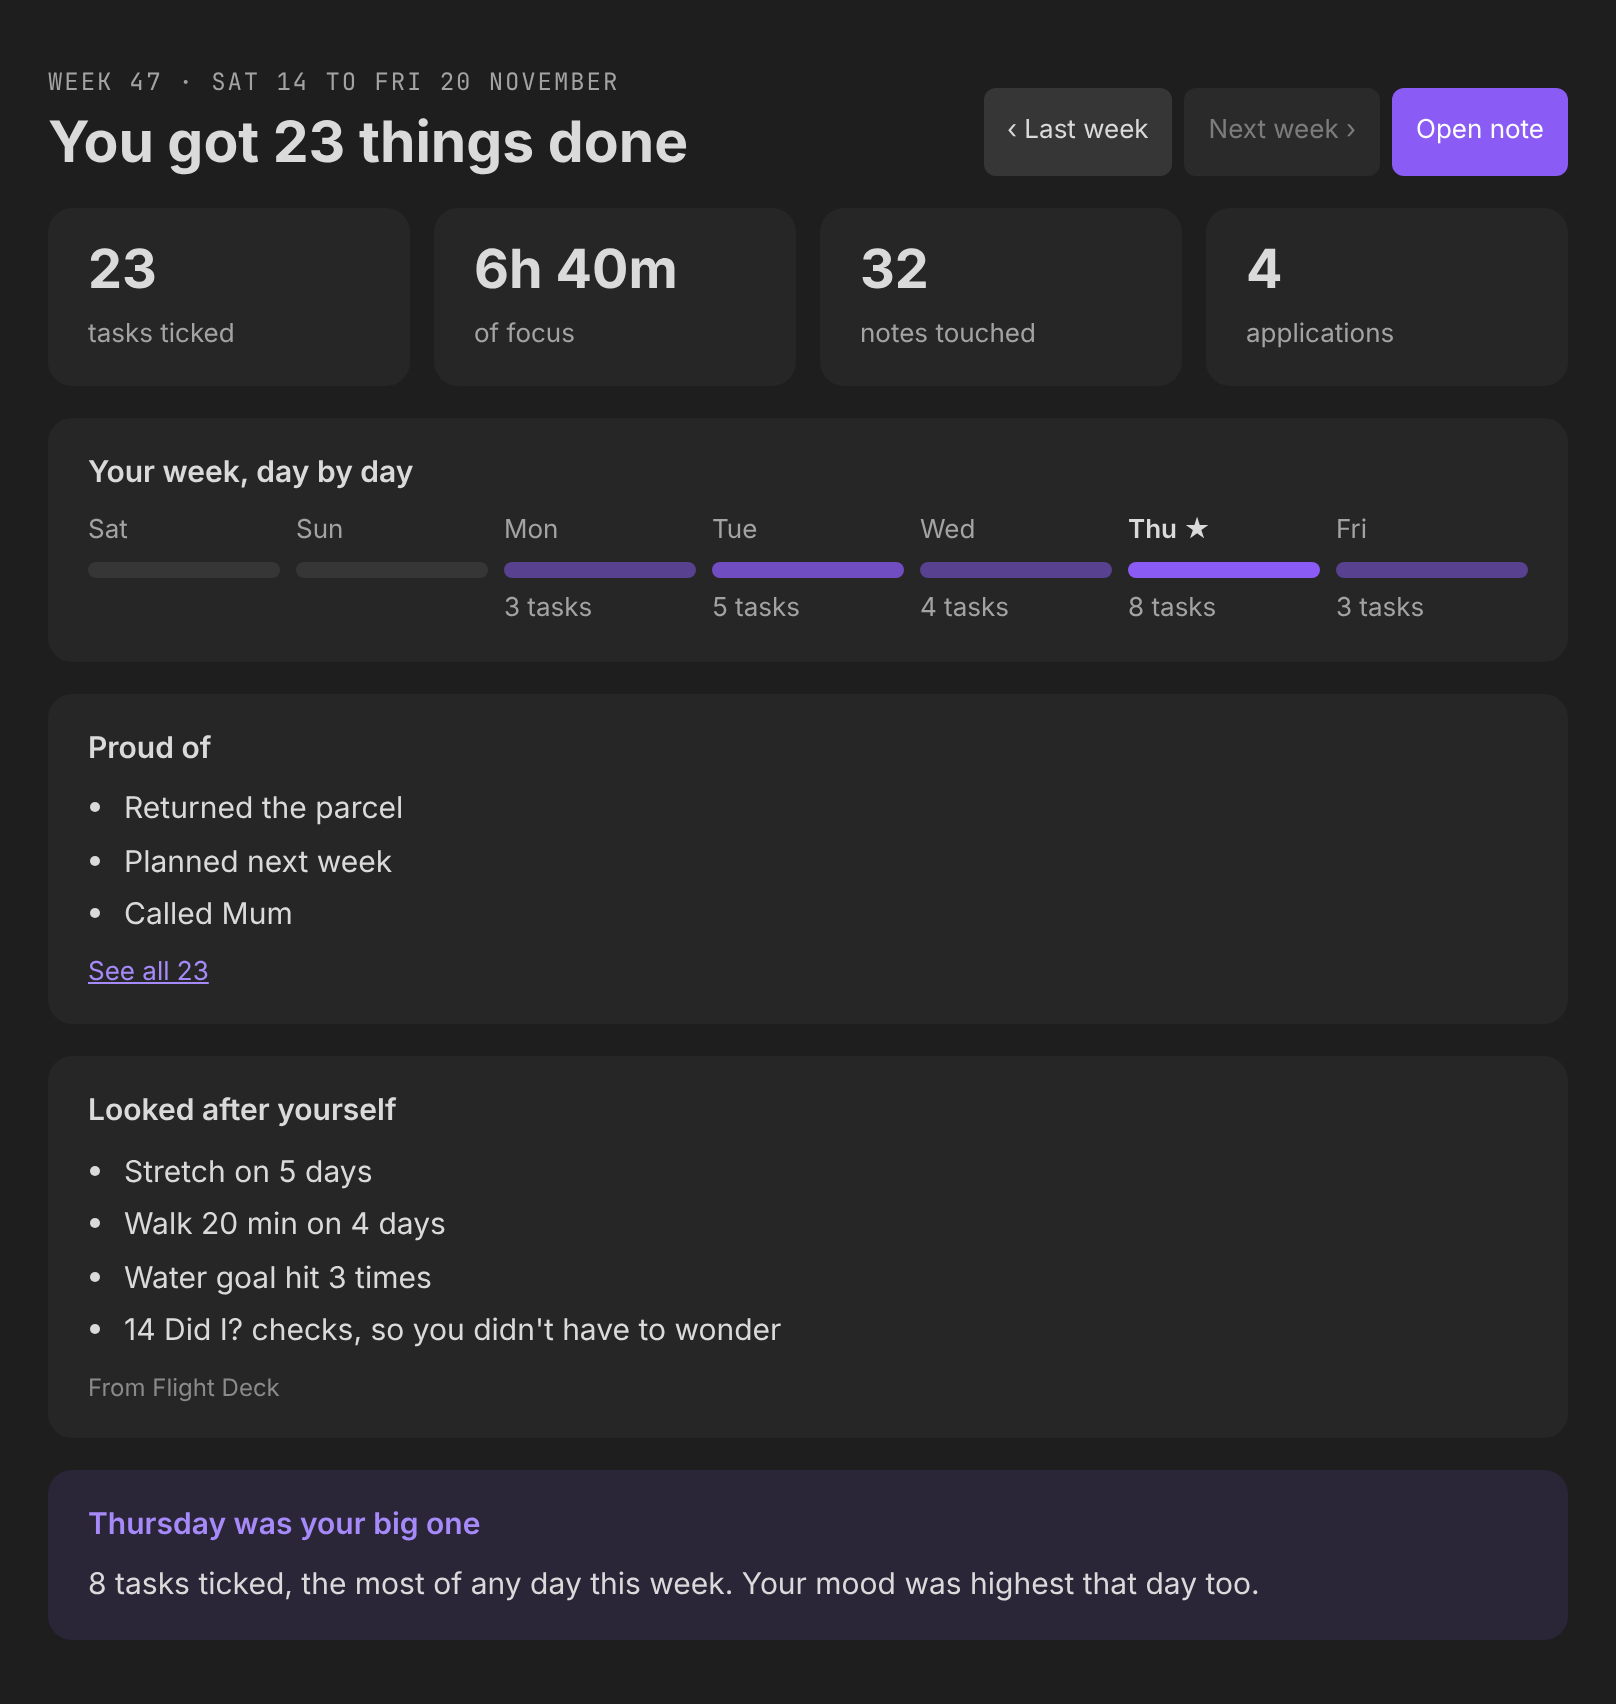 WEEK 47 · SAT 14 TO FRI 20 NOVEMBER
You got 23 things done
‹ Last week
Next week ›
Open note
23
tasks ticked
6h 40m
of focus
32
notes touched
4
applications
Your week, day by day
Sat
Sun
Mon
3 tasks
Tue
5 tasks
Wed
4 tasks
Thu ★
8 tasks
Fri
3 tasks
Proud of
• Returned the parcel
• Planned next week
• Called Mum
See all 23
Looked after yourself
• Stretch on 5 days
• Walk 20 min on 4 days
• Water goal hit 3 times
• 14 Did I? checks, so you didn't have to wonder
From Flight Deck
Thursday was your big one
8 tasks ticked, the most of any day this week. Your mood was highest that day too.